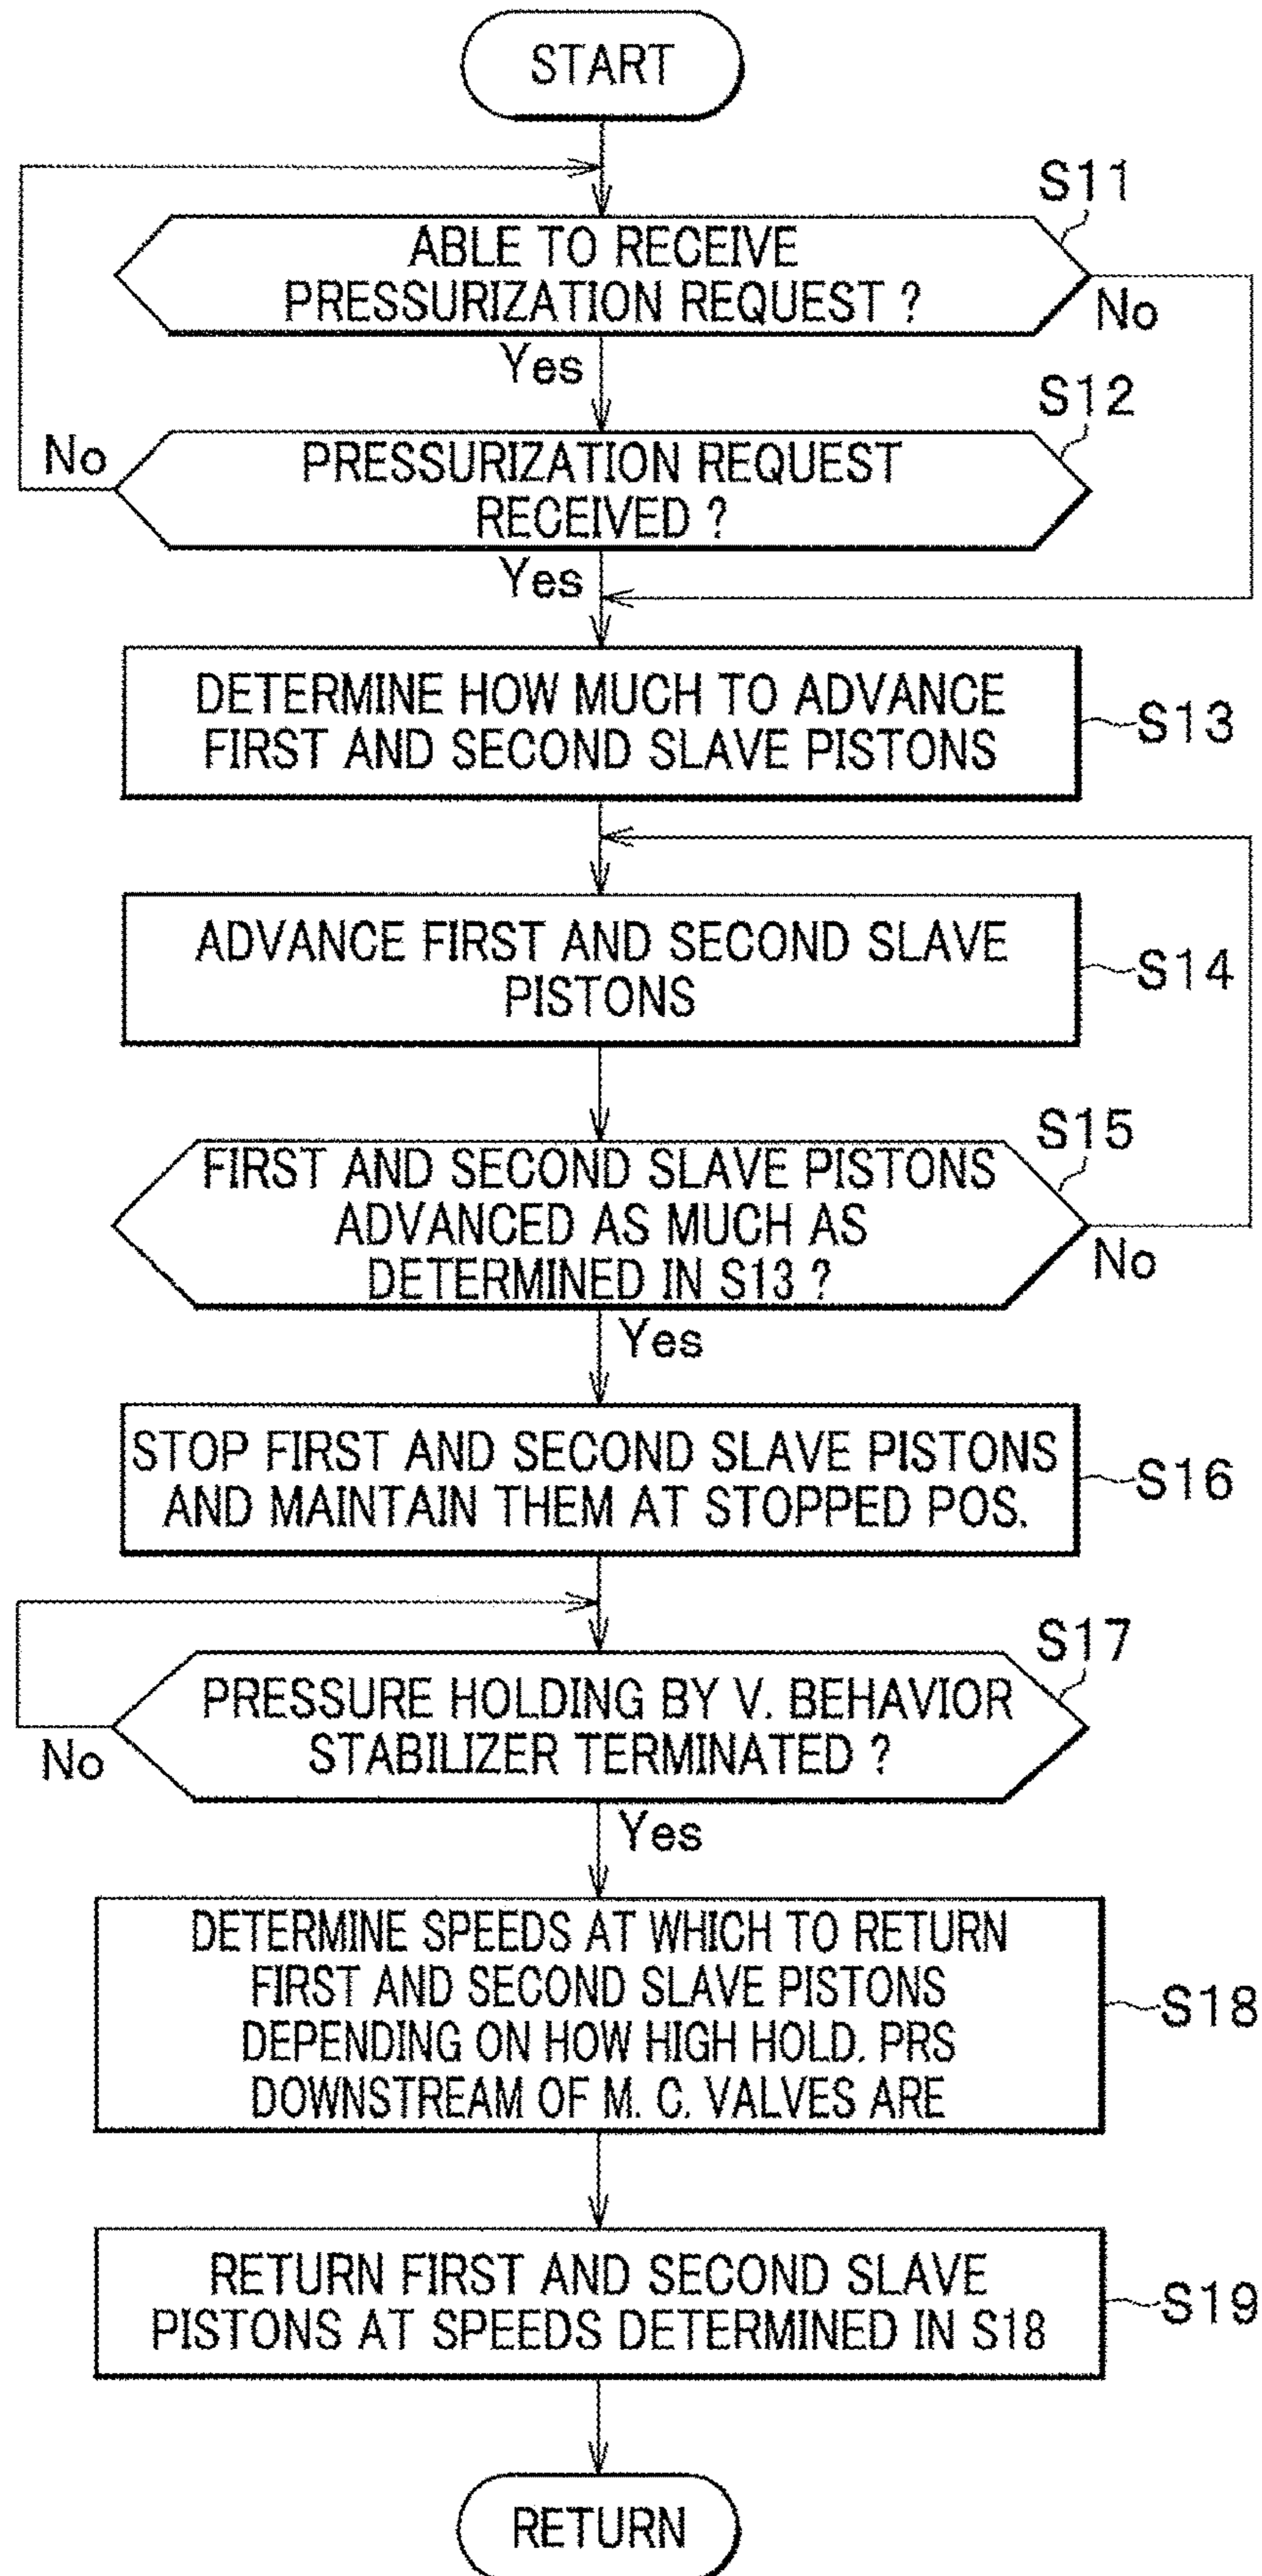 START
S11
ABLE TO RECEIVE
PRESSURIZATION REQUEST ?
No
Yes
S12
No
PRESSURIZATION REQUEST
RECEIVED ?
Yes
DETERMINE HOW MUCH TO ADVANCE
FIRST AND SECOND SLAVE PISTONS
S13
ADVANCE FIRST AND SECOND SLAVE
PISTONS
S14
S15
FIRST AND SECOND SLAVE PISTONS
ADVANCED AS MUCH AS
DETERMINED IN S13 ?
No
Yes
STOP FIRST AND SECOND SLAVE PISTONS
AND MAINTAIN THEM AT STOPPED POS.
S16
S17
PRESSURE HOLDING BY V. BEHAVIOR
STABILIZER TERMINATED ?
No
Yes
DETERMINE SPEEDS AT WHICH TO RETURN
FIRST AND SECOND SLAVE PISTONS
DEPENDING ON HOW HIGH HOLD. PRS
DOWNSTREAM OF M. C. VALVES ARE
S18
RETURN FIRST AND SECOND SLAVE
PISTONS AT SPEEDS DETERMINED IN S18
S19
RETURN